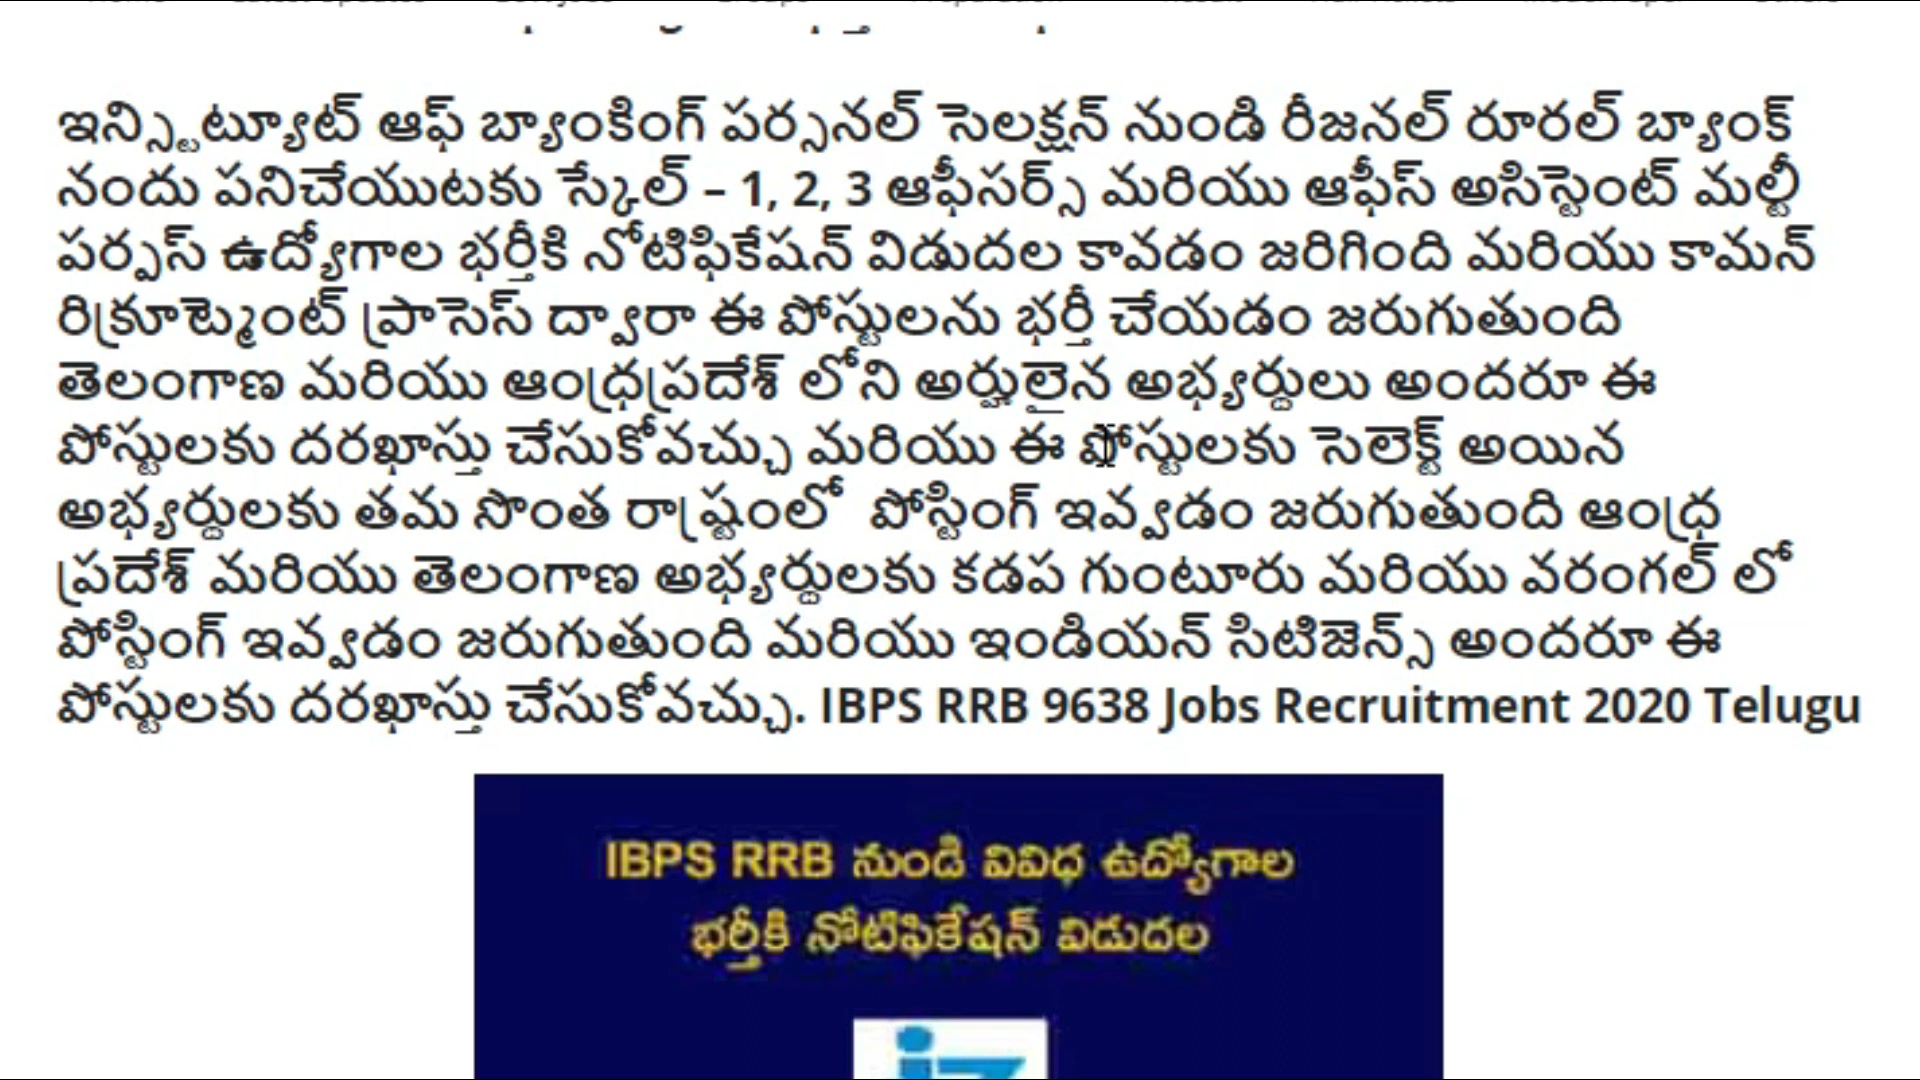 ఇన్స్టిట్యూట్ ఆఫ్ బ్యాంకింగ్ పర్సనల్ సెలక్షన్ నుండి రీజనల్ రూరల్ బ్యాంక్
నందు పనిచేయుటకు స్కేల్ – 1, 2, 3 ఆఫీసర్స్ మరియు ఆఫీస్ అసిస్టెంట్ మల్టీ
పర్పస్ ఉద్యోగాల భర్తీకి నోటిఫికేషన్ విడుదల కావడం జరిగింది మరియు కామన్
రిక్రూట్మెంట్ ప్రాసెస్ ద్వారా ఈ పోస్టులను భర్తీ చేయడం జరుగుతుంది
తెలంగాణ మరియు ఆంధ్రప్రదేశ్ లోని అర్హులైన అభ్యర్దులు అందరూ ఈ
పోస్టులకు దరఖాస్తు చేసుకోవచ్చు మరియు ఈ పోస్టులకు సెలెక్ట్ అయిన
అభ్యర్దులకు తమ సొంత రాష్ట్రంలో పోస్టింగ్ ఇవ్వడం జరుగుతుంది ఆంధ్ర
ప్రదేశ్ మరియు తెలంగాణ అభ్యర్దులకు కడప గుంటూరు మరియు వరంగల్ లో
పోస్టింగ్ ఇవ్వడం జరుగుతుంది మరియు ఇండియన్ సిటిజెన్స్ అందరూ ఈ
పోస్టులకు దరఖాస్తు చేసుకోవచ్చు. IBPS RRB 9638 Jobs Recruitment 2020 Telugu
IBPS RRB నుండి వివిధ ఉద్యోగాల
భర్తీకి నోటిఫికేషన్ విడుదల